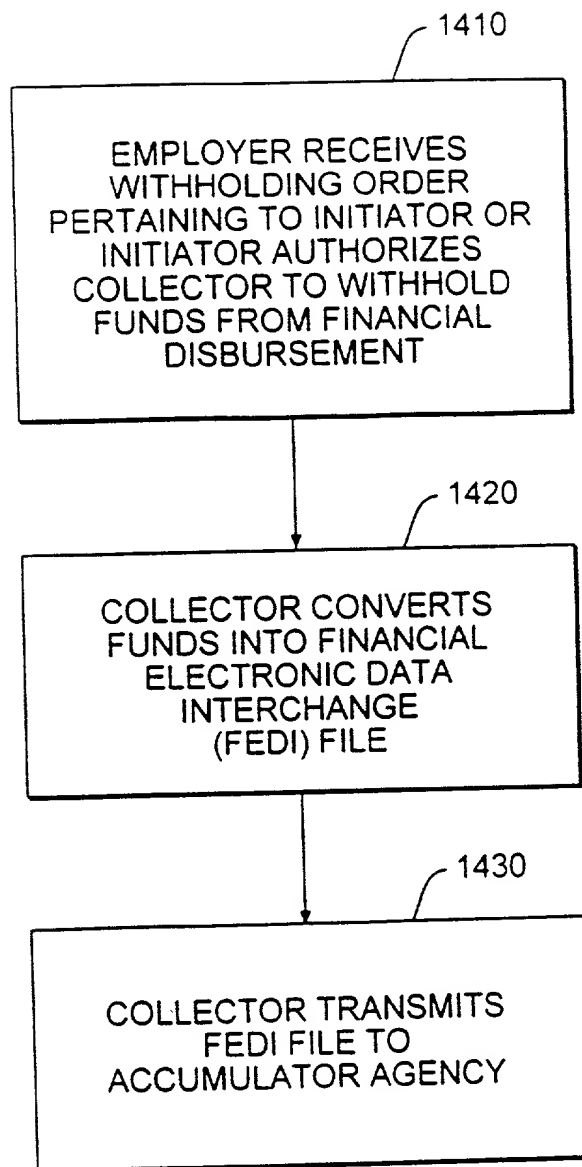 1410
EMPLOYER RECEIVES
WITHHOLDING ORDER
PERTAINING TO INITIATOR OR
INITIATOR AUTHORIZES
COLLECTOR TO WITHHOLD
FUNDS FROM FINANCIAL
DISBURSEMENT
1420
COLLECTOR CONVERTS
FUNDS INTO FINANCIAL
ELECTRONIC DATA
INTERCHANGE
(FEDI) FILE
1430
COLLECTOR TRANSMITS
FEDI FILE TO
ACCUMULATOR AGENCY